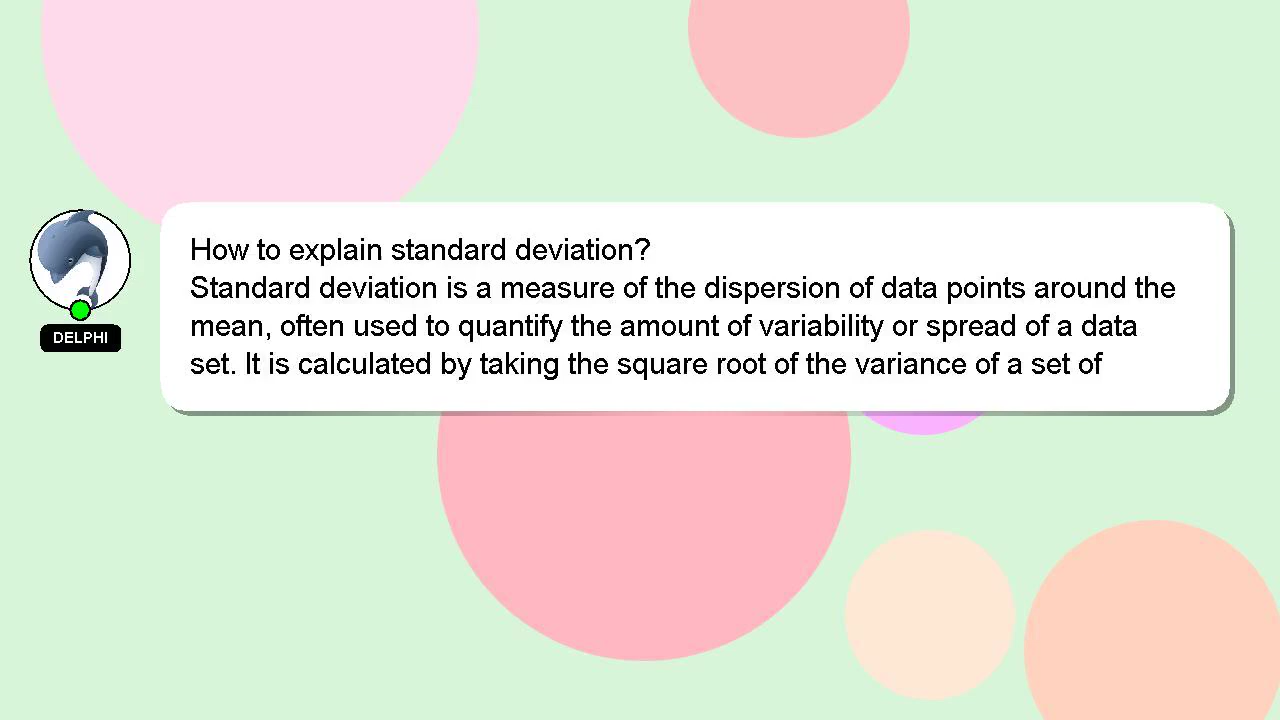 How to explain standard deviation?
Standard deviation is a measure of the dispersion of data points around the
mean, often used to quantify the amount of variability or spread of a data
set. It is calculated by taking the square root of the variance of a set of
DELPHI